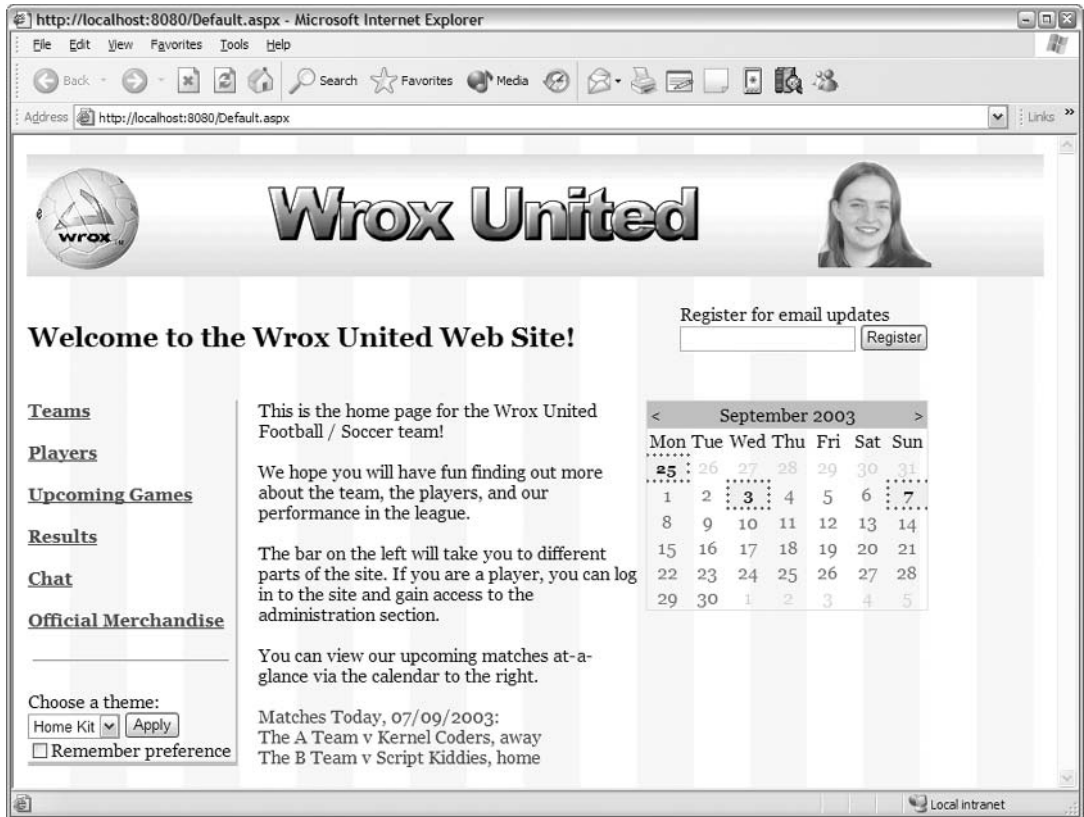 http://localhost:8080/Default.aspx - Microsoft Internet Explorer
File Edit View Favorites Tools Help
Back Search Favorites Media
Address http://localhost:8080/Default.aspx Links »
wrox
Wrox United
Welcome to the Wrox United Web Site!
Register for email updates
Register
Teams
Players
Upcoming Games
Results
Chat
Official Merchandise
Choose a theme:
Home Kit Apply
Remember preference
This is the home page for the Wrox United
Football / Soccer team!
We hope you will have fun finding out more
about the team, the players, and our
performance in the league.
The bar on the left will take you to different
parts of the site. If you are a player, you can log
in to the site and gain access to the
administration section.
You can view our upcoming matches at-a-
glance via the calendar to the right.
Matches Today, 07/09/2003:
The A Team v Kernel Coders, away
The B Team v Script Kiddies, home
< September 2003 >
Mon Tue Wed Thu Fri Sat Sun
25 26 27 28 29 30 31
1 2 3 4 5 6 7
8 9 10 11 12 13 14
15 16 17 18 19 20 21
22 23 24 25 26 27 28
29 30 1 2 3 4 5
Local intranet